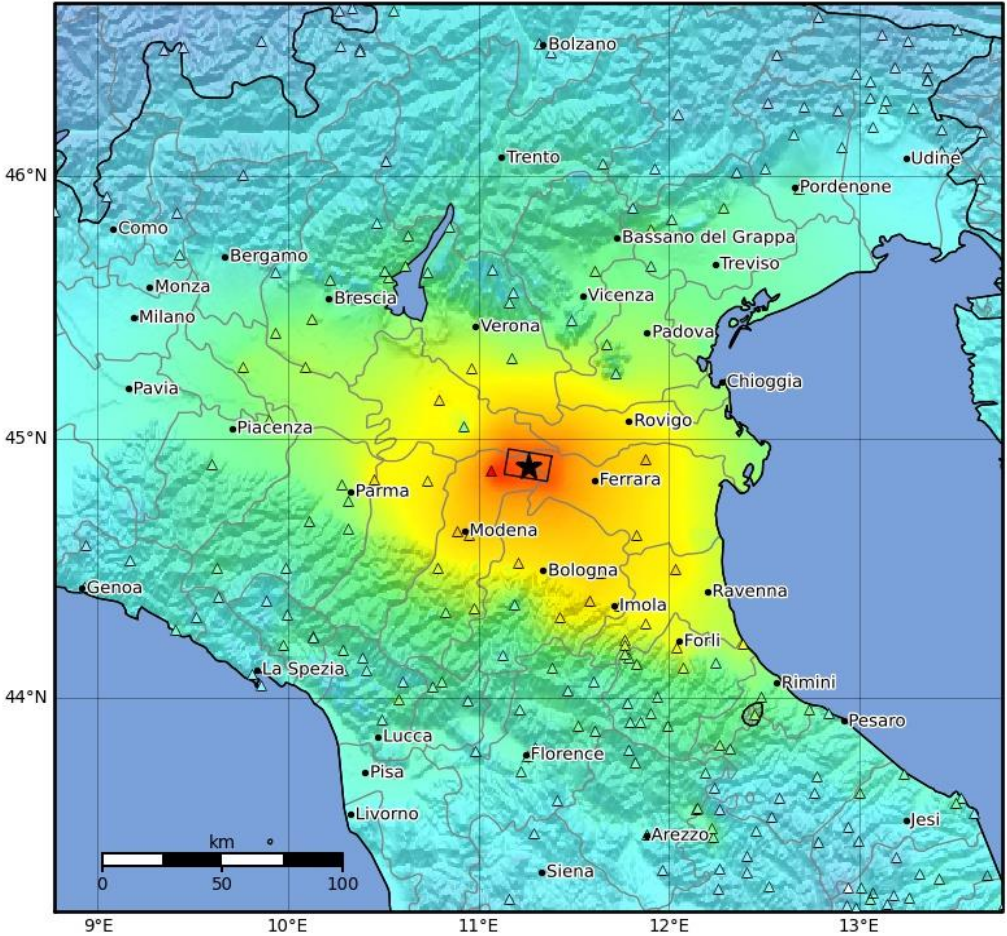 Bolzano
Trento
Udine
46°N
Pordenone
Como
Bassano del Grappa
Bergamo
Treviso
Monza
Brescia
Vicenza
Milano
Verona
Padova
Pavia
Chioggia
Piacenza
Rovigo
45°N
Parma
Ferrara
Modena
Bologna
Genoa
Ravenna
Imola
Forli
La Spezia
44°N
Rimini
Pesaro
Lucca
Florence
Pisa
Livorno
Jesi
km
Arezzo
0 50 100
Siena
9°E 10°E 11°E 12°E 13°E